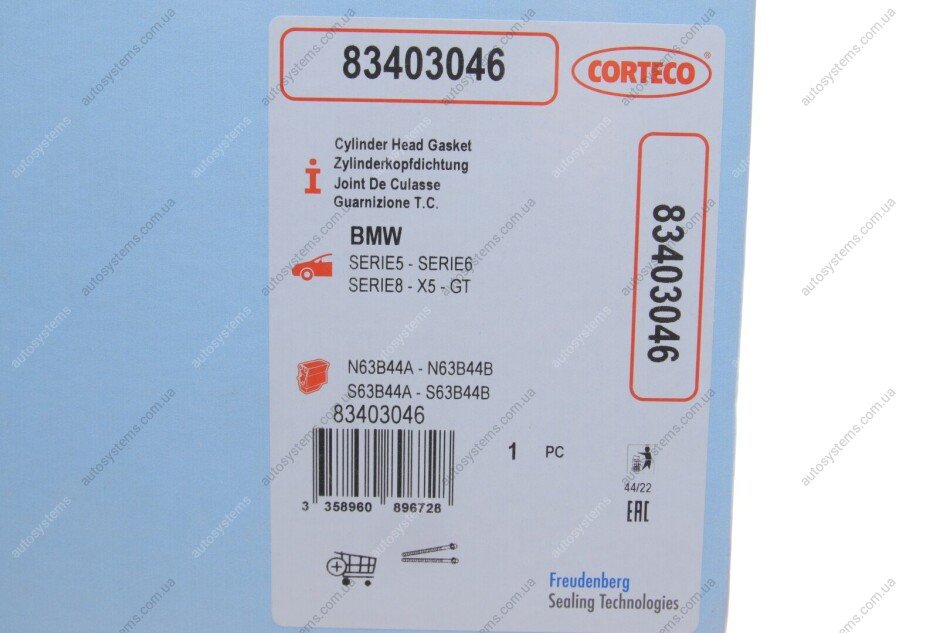 83403046
CORTECO®
Cylinder Head Gasket
Zylinderkopfdichtung
Joint De Culasse
Guarnizione T.C.
BMW
SERIE5 - SERIE6
SERIE8 - X5 - GT
83403046
N63B44A - N63B44B
S63B44A - S63B44B
83403046
1 PC
3 358960 896728
44/22
EAC
Freudenberg
Sealing Technologies
autosystems.com.ua